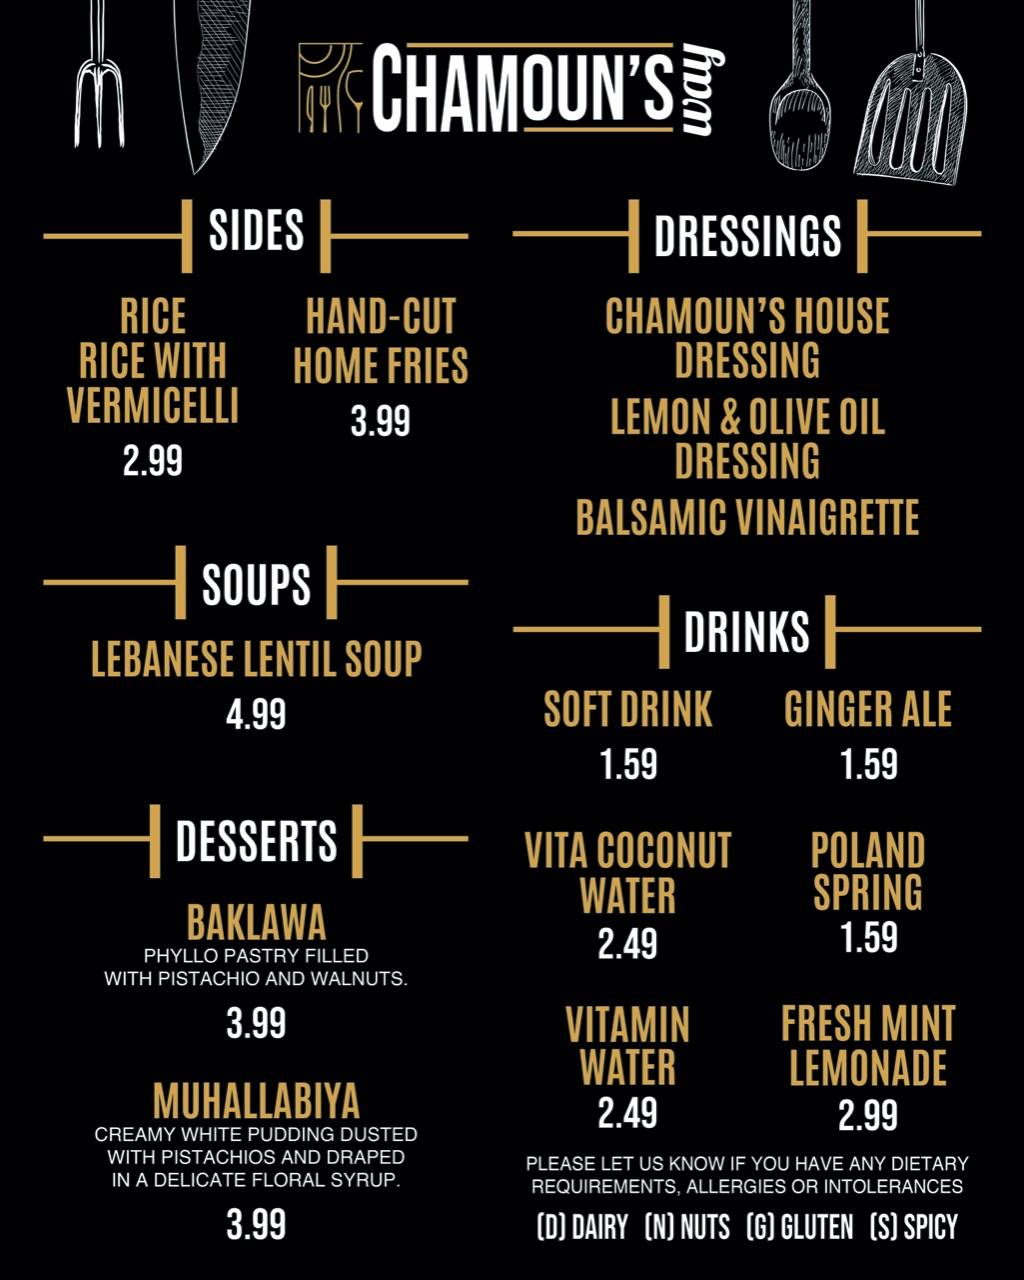 CHAMOUN'S way
SIDES
RICE
RICE WITH
VERMICELLI
2.99
HAND-CUT
HOME FRIES
3.99
SOUPS
LEBANESE LENTIL SOUP
4.99
DESSERTS
BAKLAWA
PHYLLO PASTRY FILLED
WITH PISTACHIO AND WALNUTS.
3.99
MUHALLABIYA
CREAMY WHITE PUDDING DUSTED
WITH PISTACHIOS AND DRAPED
IN A DELICATE FLORAL SYRUP.
3.99
DRESSINGS
CHAMOUN'S HOUSE
DRESSING
LEMON & OLIVE OIL
DRESSING
BALSAMIC VINAIGRETTE
DRINKS
SOFT DRINK
1.59
GINGER ALE
1.59
VITA COCONUT
WATER
2.49
POLAND
SPRING
1.59
VITAMIN
WATER
2.49
FRESH MINT
LEMONADE
2.99
PLEASE LET US KNOW IF YOU HAVE ANY DIETARY
REQUIREMENTS, ALLERGIES OR INTOLERANCES
(D) DAIRY (N) NUTS (G) GLUTEN (S) SPICY